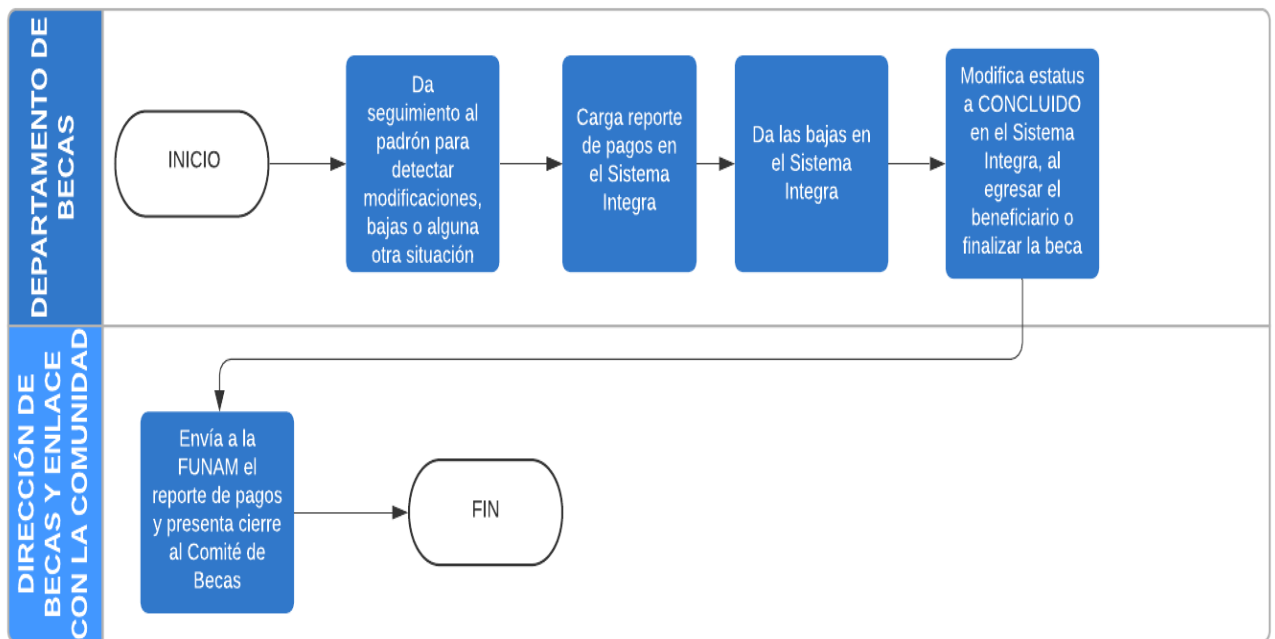 DEPARTAMENTO DE
BECAS
INICIO
Da
seguimiento al
padrón para
detectar
modificaciones,
bajas o alguna
otra situación
Carga reporte
de pagos en
el Sistema
Integra
Da las bajas en
el Sistema
Integra
Modifica estatus
a CONCLUIDO
en el Sistema
Integra, al
egresar el
beneficiario o
finalizar la beca
DIRECCIÓN DE
BECAS Y ENLACE
CON LA COMUNIDAD
Envía a la
FUNAM el
reporte de pagos
y presenta cierre
al Comité de
Becas
FIN